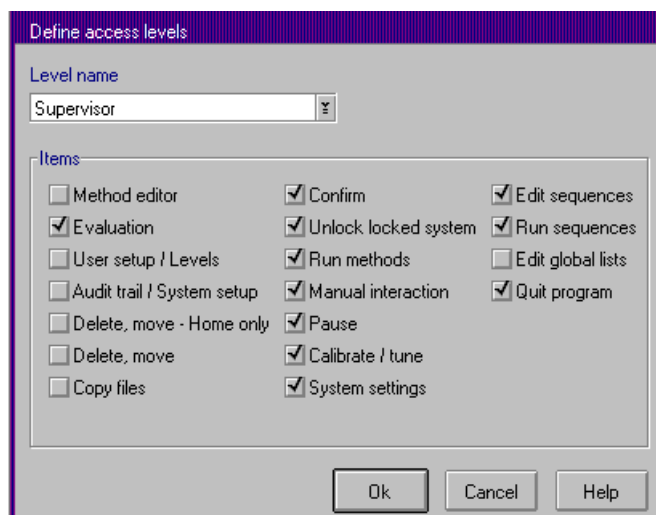 Define access levels
Level name
Supervisor
Items
Method editor
Evaluation
User setup / Levels
Audit trail / System setup
Delete, move - Home only
Delete, move
Copy files
Confirm
Unlock locked system
Run methods
Manual interaction
Pause
Calibrate / tune
System settings
Edit sequences
Run sequences
Edit global lists
Quit program
Ok
Cancel
Help